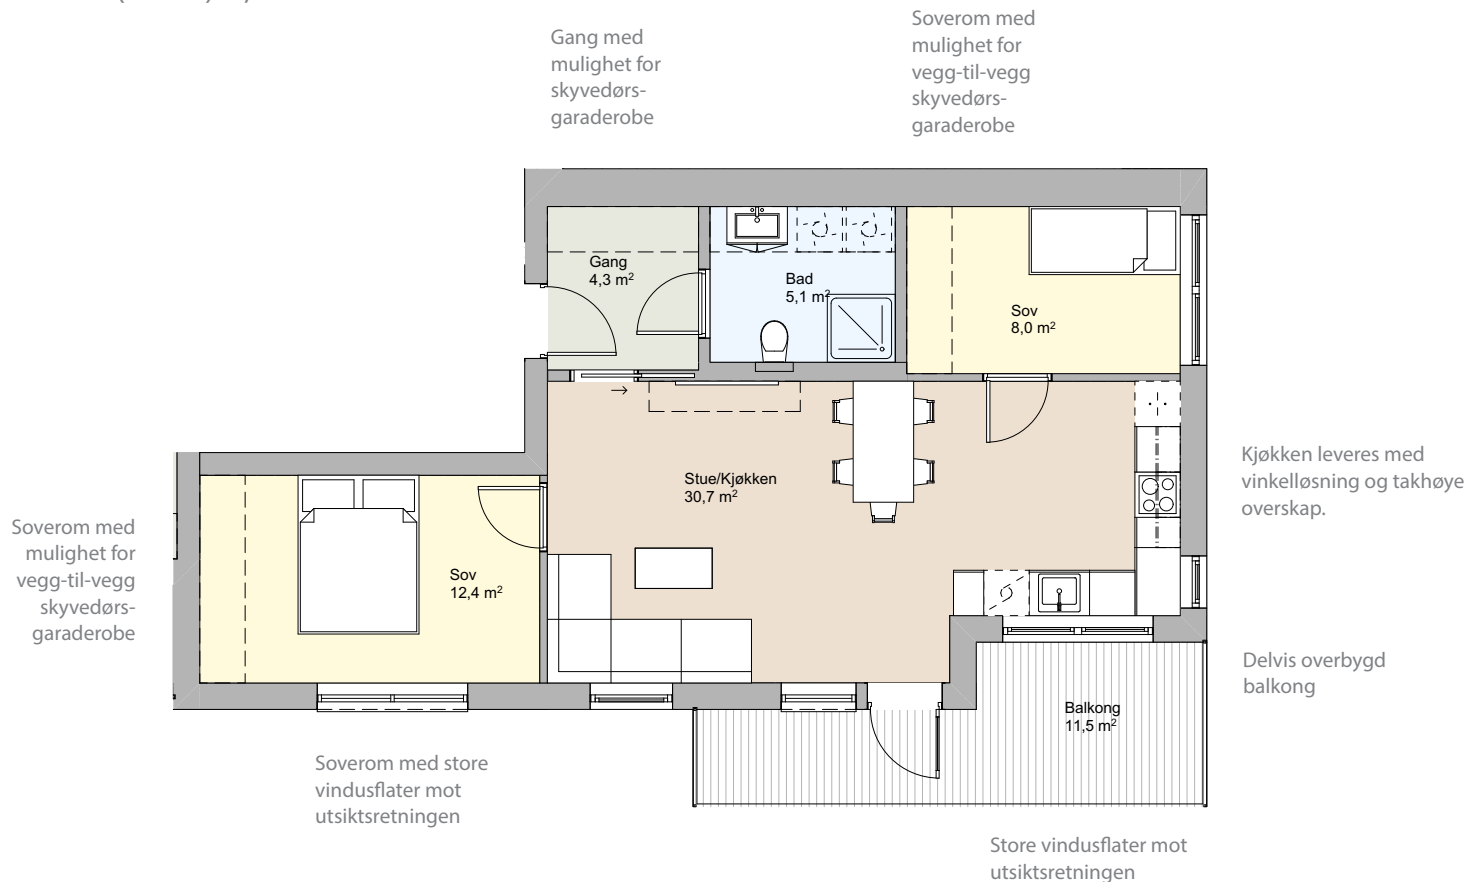 Gang med
mulighet for
skyvedørs-
garaderobe
Soverom med
mulighet for
vegg-til-vegg
skyvedørs-
garaderobe
Gang
4,3 m²
Bad
5,1 m²
Sov
8,0 m²
Stue/Kjøkken
30,7 m²
Kjøkken leveres med
vinkelløsning og takhøye
overskap.
Soverom med
mulighet for
vegg-til-vegg
skyvedørs-
garaderobe
Sov
12,4 m²
Delvis overbygd
balkong
Balkong
11,5 m²
Soverom med store
vindusflater mot
utsiktsretningen
Store vindusflater mot
utsiktsretningen